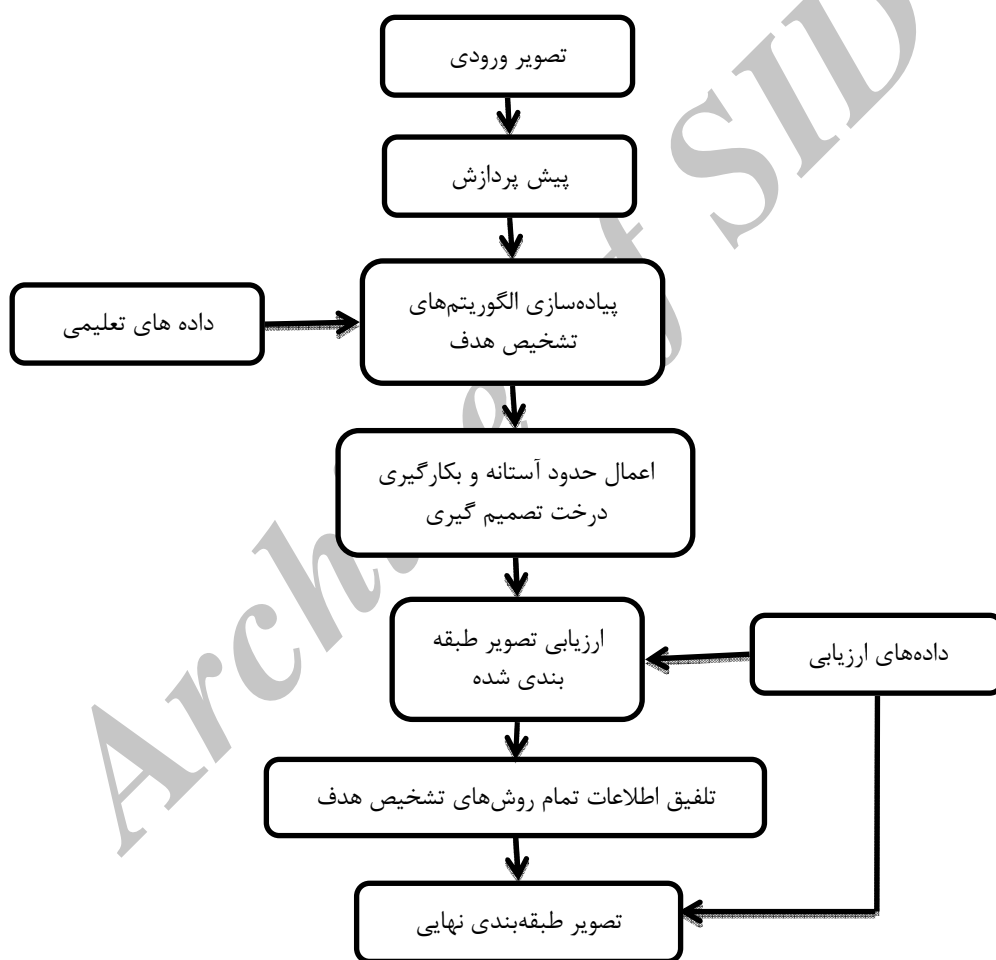 تصویر ورودی
پیش پردازش
پیاده‌سازی الگوریتم‌های
تشخیص هدف
داده های تعلیمی
اعمال حدود آستانه و بکارگیری
درخت تصمیم گیری
ارزیابی تصویر طبقه
بندی شده
داده‌های ارزیابی
تلفیق اطلاعات تمام روش‌های تشخیص هدف
تصویر طبقه‌بندی نهایی
Archive of SID